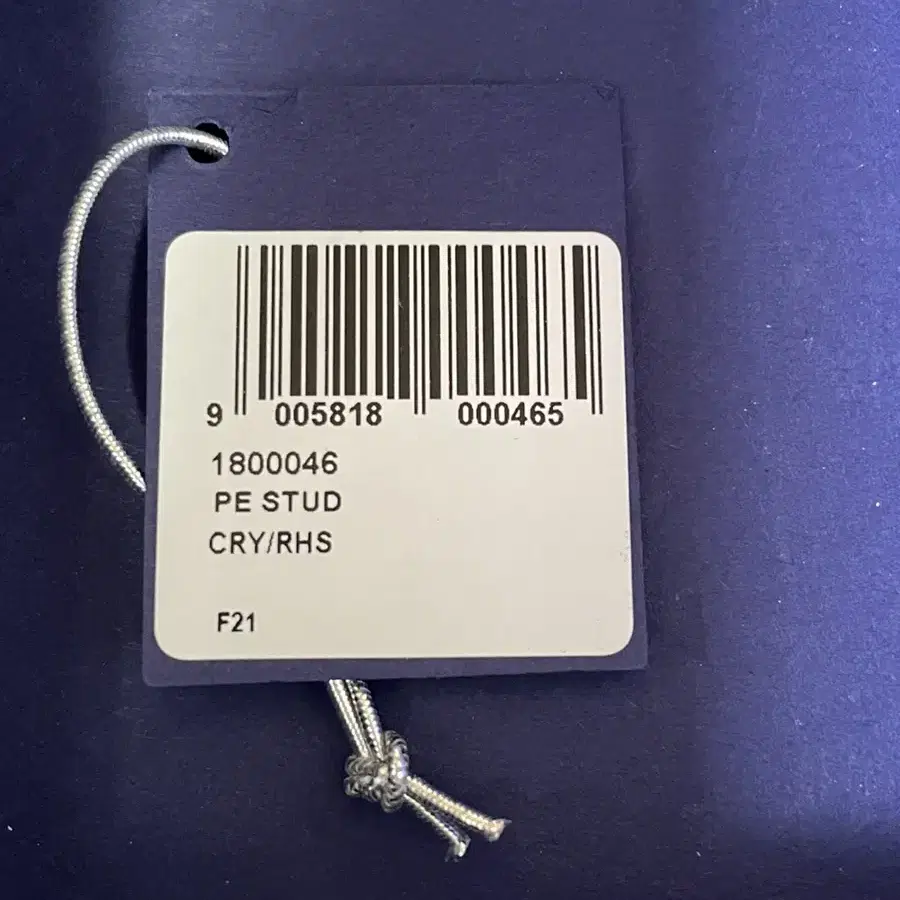 9 005818 000465
1800046
PE STUD
CRY/RHS
F21